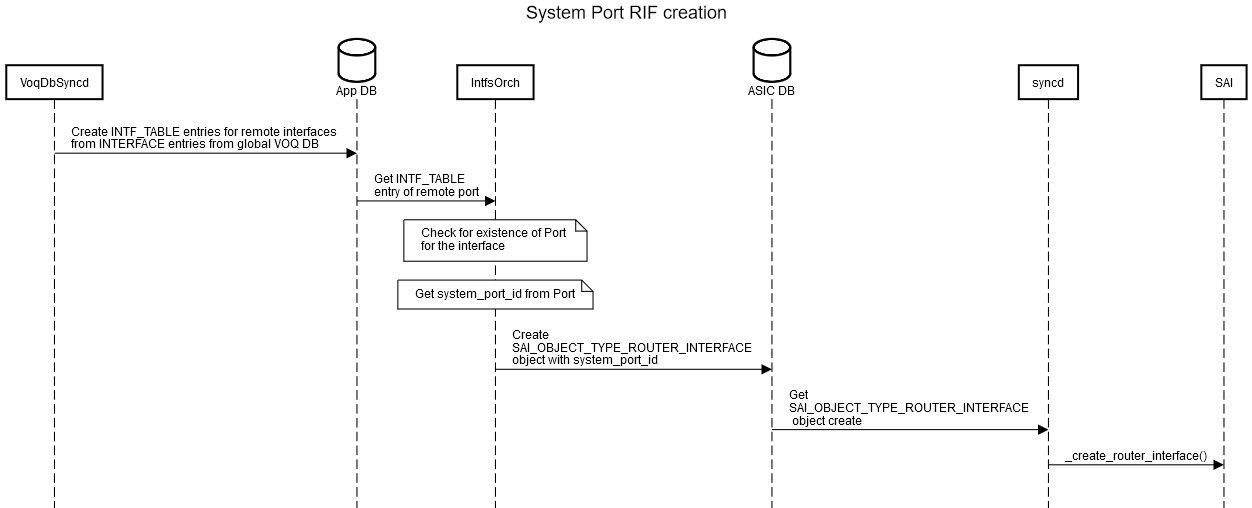 System Port RIF creation
VoqDbSyncd
App DB
IntfsOrch
ASIC DB
syncd
SAI
Create INTF_TABLE entries for remote interfaces
from INTERFACE entries from global VOQ DB
Get INTF_TABLE
entry of remote port
Check for existence of Port
for the interface
Get system_port_id from Port
Create
SAI_OBJECT_TYPE_ROUTER_INTERFACE
object with system_port_id
Get
SAI_OBJECT_TYPE_ROUTER_INTERFACE
object create
_create_router_interface()